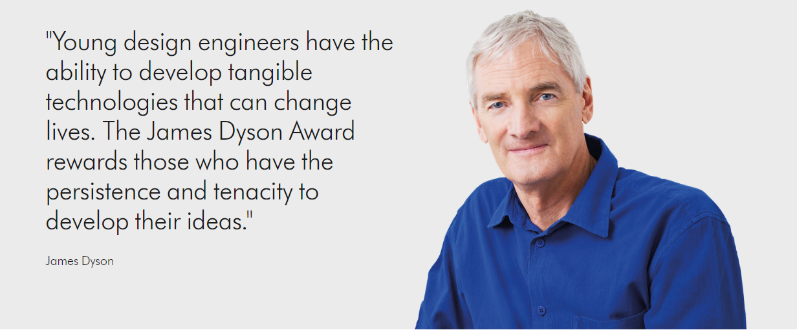 "Young design engineers have the
ability to develop tangible
technologies that can change
lives. The James Dyson Award
rewards those who have the
persistence and tenacity to
develop their ideas."
James Dyson